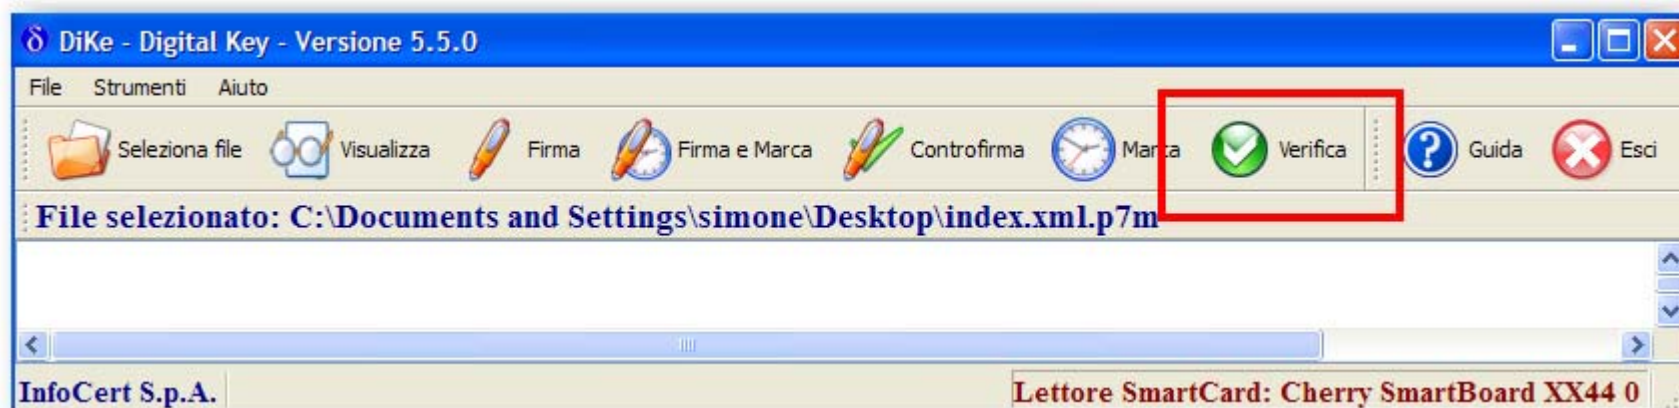 DiKe - Digital Key - Versione 5.5.0
File Strumenti Aiuto
Seleziona file Visualizza Firma Firma e Marca Controfirma Marca Verifica Guida Esci
File selezionato: C:\Documents and Settings\simone\Desktop\index.xml.p7m
InfoCert S.p.A. Lettore SmartCard: Cherry SmartBoard XX44 0